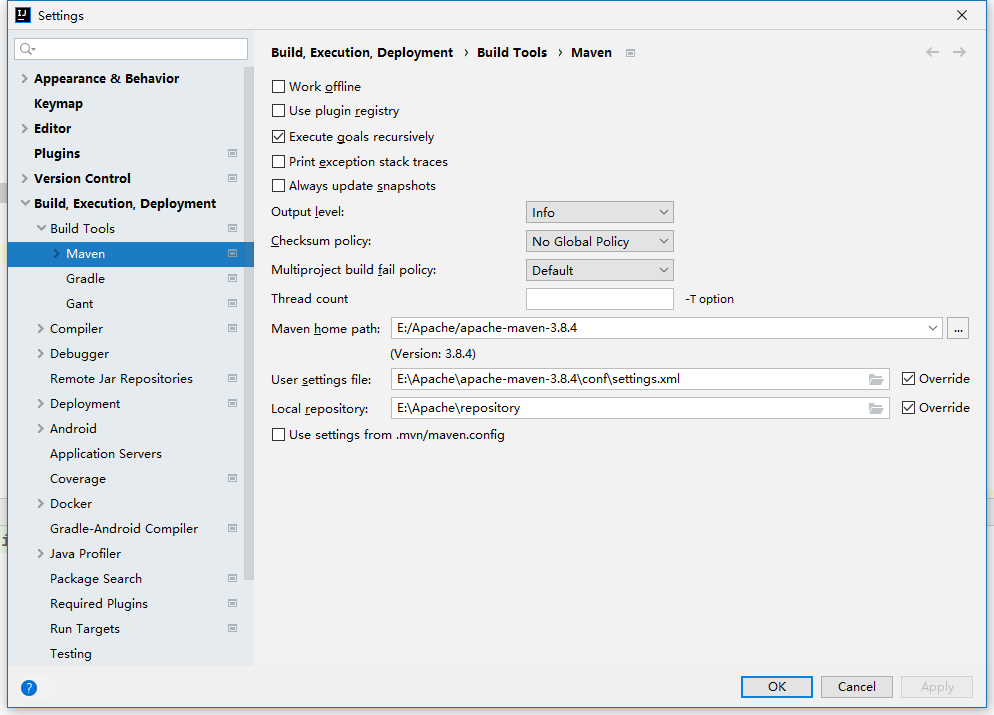 Settings
Build, Execution, Deployment › Build Tools › Maven
Appearance & Behavior
Keymap
Editor
Plugins
Version Control
Build, Execution, Deployment
Build Tools
Maven
Gradle
Gant
Compiler
Debugger
Remote Jar Repositories
Deployment
Android
Application Servers
Coverage
Docker
Gradle-Android Compiler
Java Profiler
Package Search
Required Plugins
Run Targets
Testing
Work offline
Use plugin registry
Execute goals recursively
Print exception stack traces
Always update snapshots
Output level: Info
Checksum policy: No Global Policy
Multiproject build fail policy: Default
Thread count -T option
Maven home path: E:/Apache/apache-maven-3.8.4 ...
(Version: 3.8.4)
User settings file: E:\Apache\apache-maven-3.8.4\conf\settings.xml Override
Local repository: E:\Apache\repository Override
Use settings from .mvn/maven.config
? OK Cancel Apply